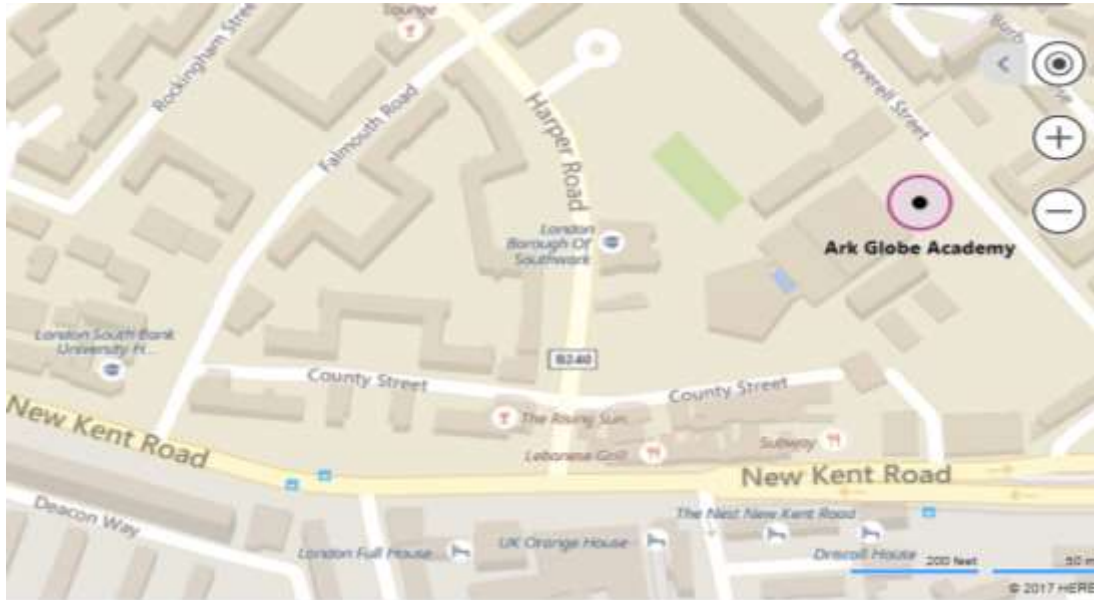 Lounge
Rockingham Stree
Falmouth Road
Harper Road
Deverell Street
Burb
London
Borough Of
Southwark
Ark Globe Academy
London South Bank
University H...
B240
County Street
County Street
New Kent Road
The Rising Sun
Lebanese Grill
Subway
New Kent Road
Deacon Way
London Full House
UK Orange House
The Nest New Kent Road
Driscoll House
200 feet
50 m
© 2017 HERE